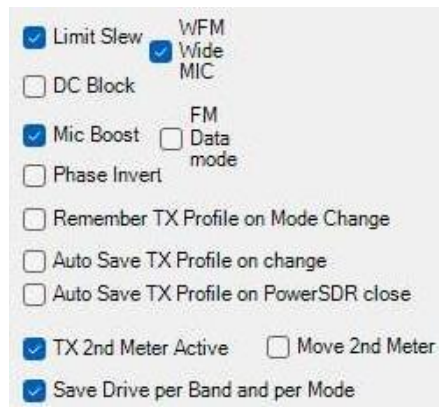 Limit Slew
WFM
Wide
MIC
DC Block
Mic Boost
FM
Data
mode
Phase Invert
Remember TX Profile on Mode Change
Auto Save TX Profile on change
Auto Save TX Profile on PowerSDR close
TX 2nd Meter Active
Move 2nd Meter
Save Drive per Band and per Mode